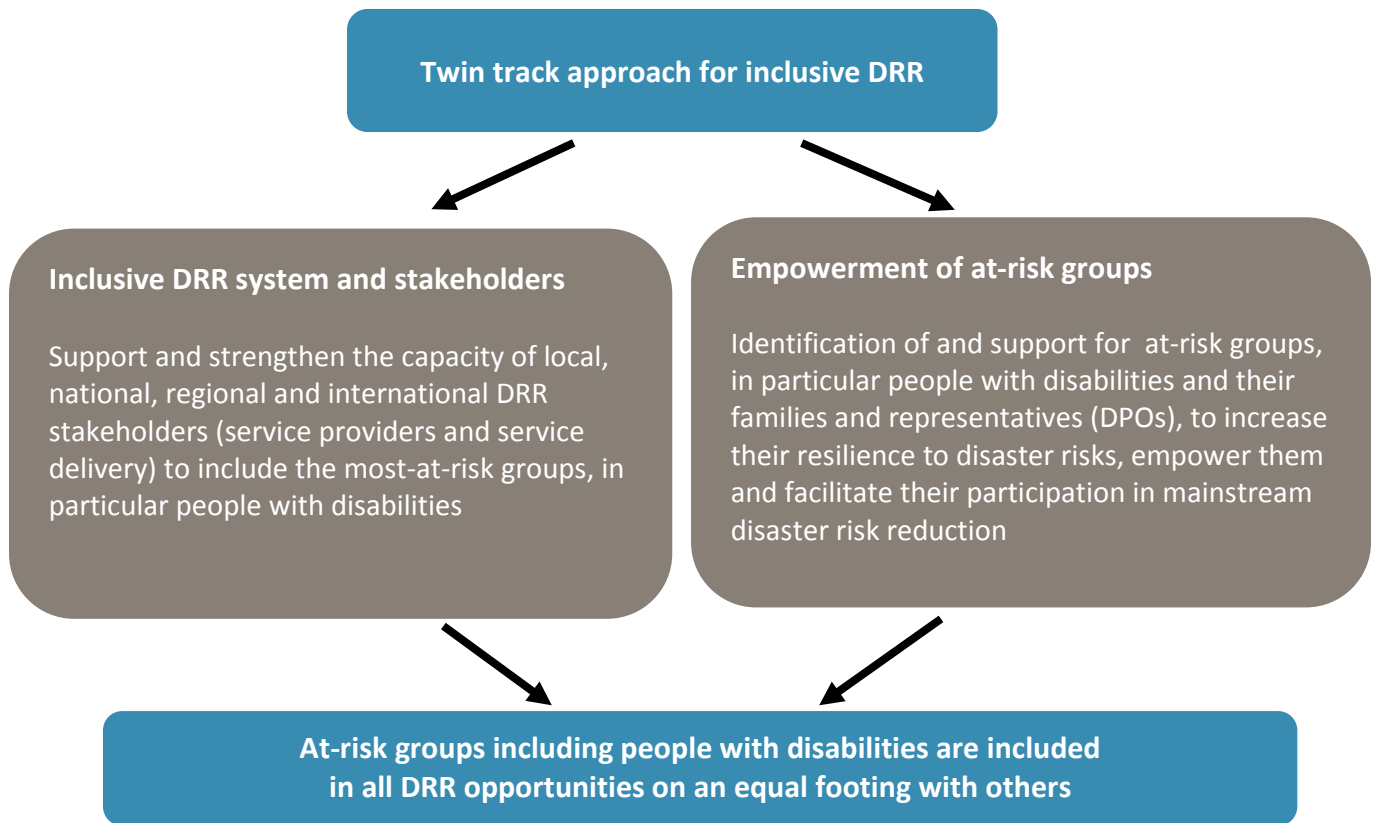 Twin track approach for inclusive DRR
Inclusive DRR system and stakeholders
Support and strengthen the capacity of local,
national, regional and international DRR
stakeholders (service providers and service
delivery) to include the most-at-risk groups, in
particular people with disabilities
Empowerment of at-risk groups
Identification of and support for  at-risk groups,
in particular people with disabilities and their
families and representatives (DPOs), to increase
their resilience to disaster risks, empower them
and facilitate their participation in mainstream
disaster risk reduction
At-risk groups including people with disabilities are included
in all DRR opportunities on an equal footing with others